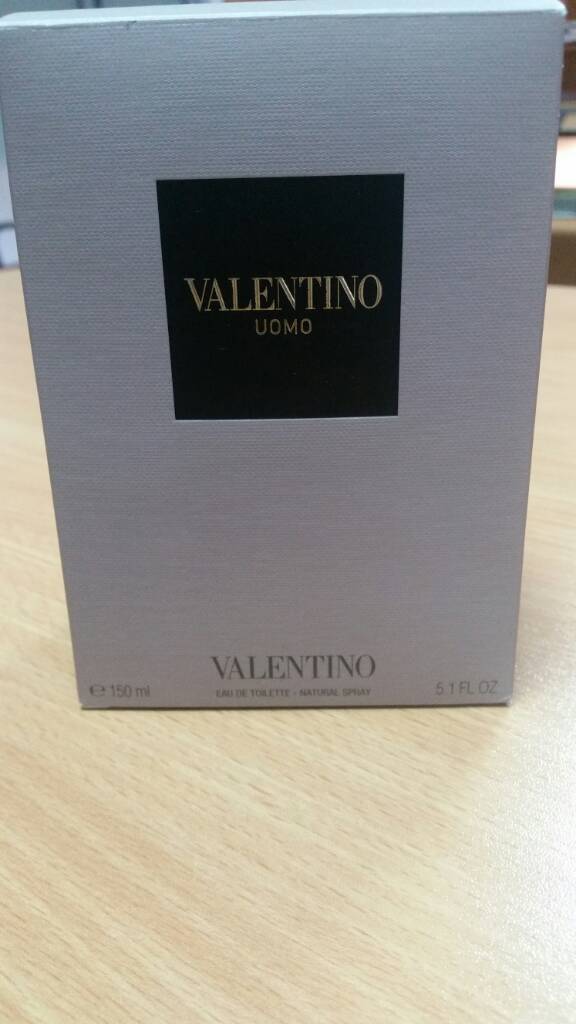 VALENTINO
UOMO
VALENTINO
EAU DE TOILETTE - NATURAL SPRAY
℮ 150 ml
5.1 FL OZ